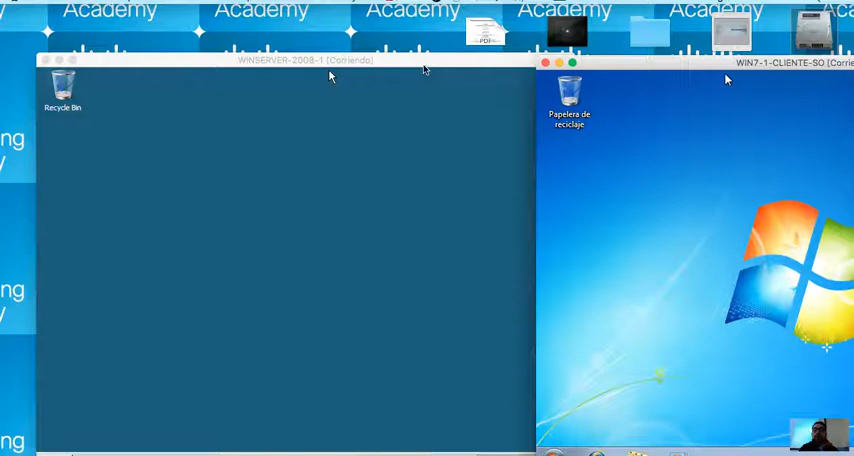 Academy
Academy
Academy
Academy
Academy
PDF
WINSERVER-2008-1 [Corriendo]
WIN7-1-CLIENTE-SO [Corrie
Recycle Bin
Papelera de
reciclaje
ng
ng
ng